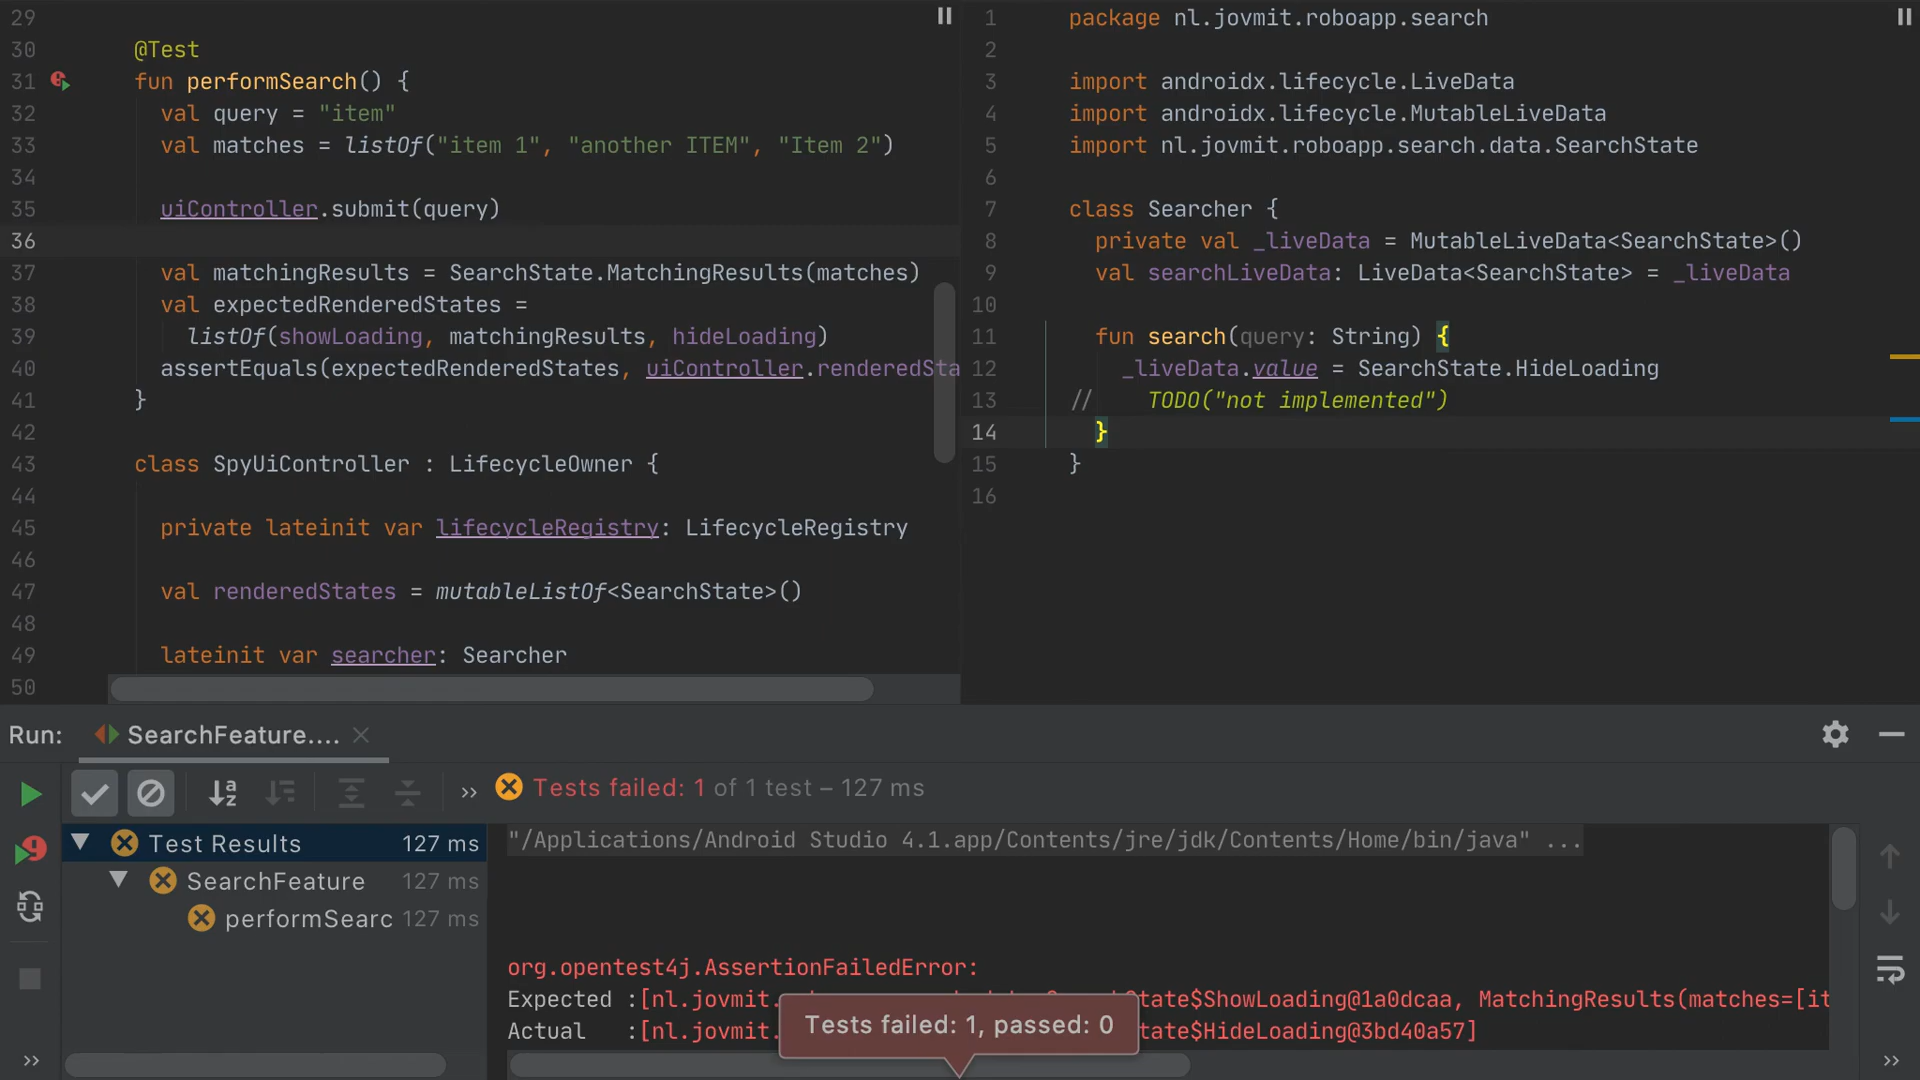 29
30 @Test
31 fun performSearch() {
32 val query = "item"
33 val matches = listOf("item 1", "another ITEM", "Item 2")
34
35 uiController.submit(query)
36
37 val matchingResults = SearchState.MatchingResults(matches)
38 val expectedRenderedStates =
39 listOf(showLoading, matchingResults, hideLoading)
40 assertEquals(expectedRenderedStates, uiController.renderedSta
41 }
42
43 class SpyUiController : LifecycleOwner {
44
45 private lateinit var lifecycleRegistry: LifecycleRegistry
46
47 val renderedStates = mutableListOf<SearchState>()
48
49 lateinit var searcher: Searcher
50
1 package nl.jovmit.roboapp.search
2
3 import androidx.lifecycle.LiveData
4 import androidx.lifecycle.MutableLiveData
5 import nl.jovmit.roboapp.search.data.SearchState
6
7 class Searcher {
8 private val _liveData = MutableLiveData<SearchState>()
9 val searchLiveData: LiveData<SearchState> = _liveData
10
11 fun search(query: String) {
12 _liveData.value = SearchState.HideLoading
13 // TODO("not implemented")
14 }
15 }
16
Run: SearchFeature....
Tests failed: 1 of 1 test – 127 ms
Test Results 127 ms
SearchFeature 127 ms
performSearc 127 ms
"/Applications/Android Studio 4.1.app/Contents/jre/jdk/Contents/Home/bin/java" ...
org.opentest4j.AssertionFailedError:
Expected :[nl.jovmit. tate$ShowLoading@1a0dcaa, MatchingResults(matches=[it
Actual :[nl.jovmit. tate$HideLoading@3bd40a57]
Tests failed: 1, passed: 0